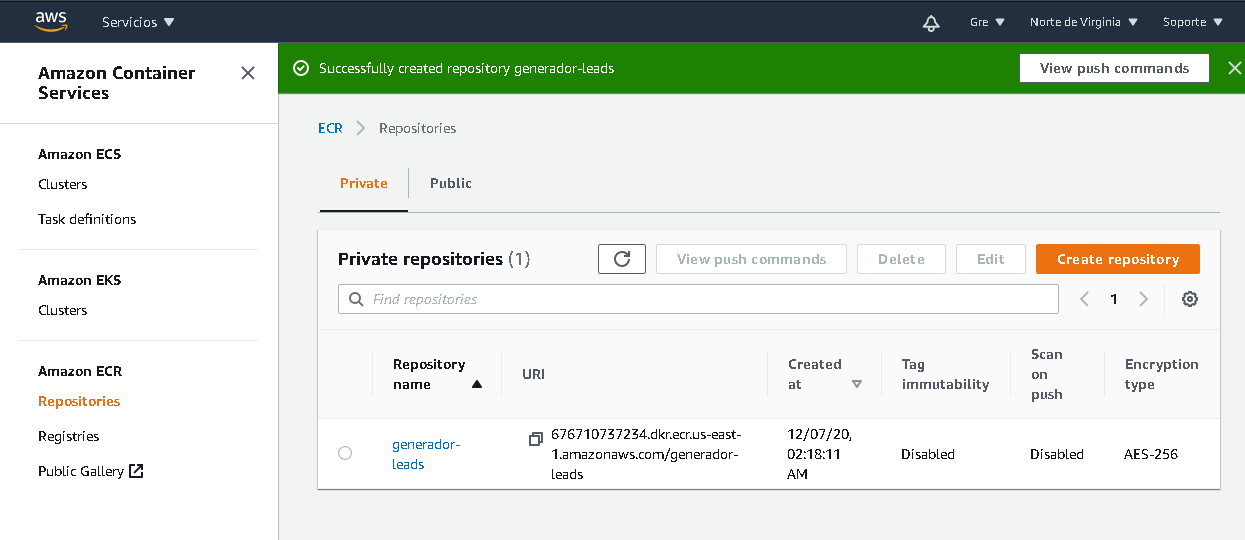 aws Servicios Gre Norte de Virginia Soporte
Amazon Container
Services
Successfully created repository generador-leads View push commands
Amazon ECS
Clusters
Task definitions
Amazon EKS
Clusters
Amazon ECR
Repositories
Registries
Public Gallery
ECR Repositories
Private Public
Private repositories (1) View push commands Delete Edit Create repository
Find repositories 1
Repository
name
URI
Created
at
Tag
immutability
Scan
on
push
Encryption
type
generador-
leads
676710737234.dkr.ecr.us-east-
1.amazonaws.com/generador-
leads
12/07/20,
02:18:11
AM
Disabled
Disabled
AES-256